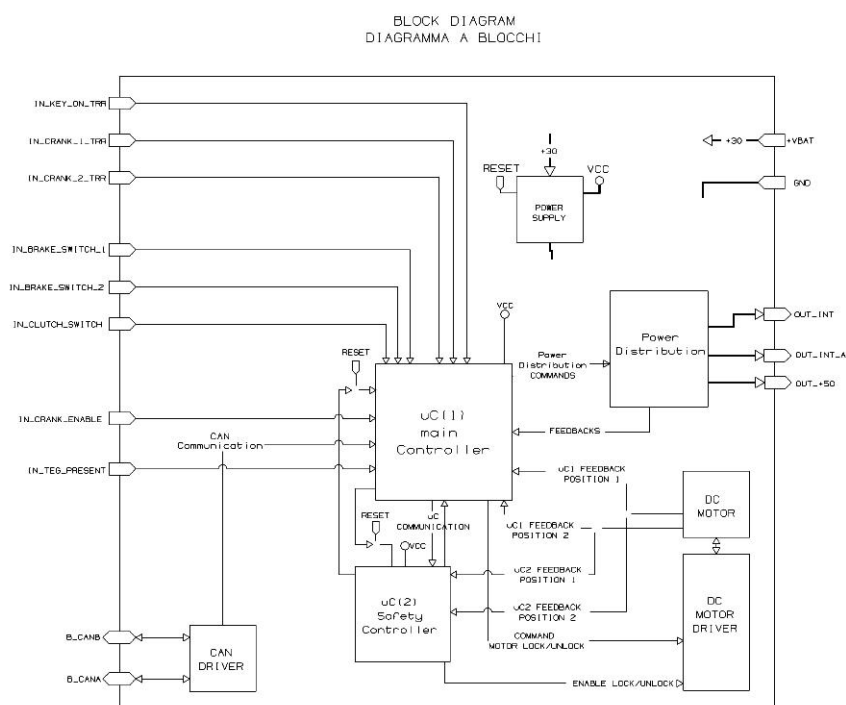 BLOCK DIAGRAM
DIAGRAMMA A BLOCCHI
IN_KEY_ON_TRR
IN_CRANK_1_TRR
IN_CRANK_2_TRR
+30
+30
+VBAT
RESET
VCC
GND
POWER
SUPPLY
IN_BRAKE_SWITCH_1
IN_BRAKE_SWITCH_2
IN_CLUTCH_SWITCH
VCC
OUT_INT
RESET
Power
Distribution
COMMANDS
Power
Distribution
OUT_INT_A
OUT_+50
uC(1)
main
Controller
IN_CRANK_ENABLE
CAN
Communication
FEEDBACKS
IN_TEG_PRESENT
uC1 FEEDBACK
POSITION 1
DC
MOTOR
RESET
uC
COMMUNICATION
uC1 FEEDBACK
POSITION 2
VCC
uC2 FEEDBACK
POSITION 1
uC(2)
Safety
Controller
uC2 FEEDBACK
POSITION 2
DC
MOTOR
DRIVER
COMMAND
MOTOR LOCK/UNLOCK
B_CANB
CAN
DRIVER
B_CANA
ENABLE LOCK/UNLOCK